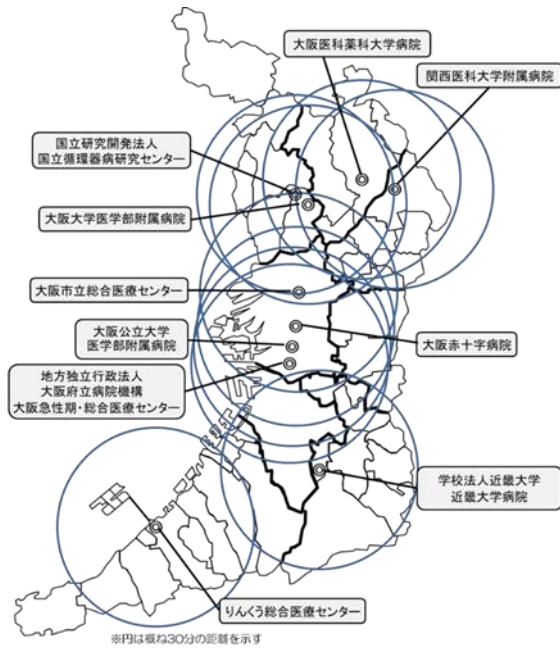 大阪医科薬科大学病院
関西医科大学附属病院
国立研究開発法人
国立循環器病研究センター
大阪大学医学部附属病院
大阪市立総合医療センター
大阪公立大学
医学部附属病院
大阪赤十字病院
地方独立行政法人
大阪府立病院機構
大阪急性期・総合医療センター
学校法人近畿大学
近畿大学病院
りんくう総合医療センター
※円は概ね30分の距離を示す